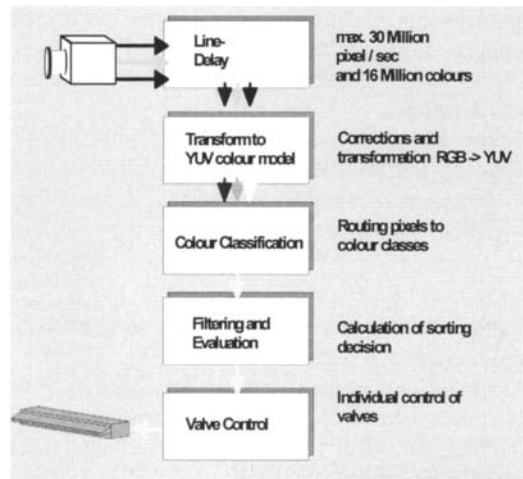 Line-
Delay
max. 30 Million
pixel / sec
and 16 Million colours
Transform to
YUV colour model
Corrections and
transformation RGB -> YUV
Colour Classification
Routing pixels to
colour classes
Filtering and
Evaluation
Calculation of sorting
decision
Valve Control
Individual control of
valves